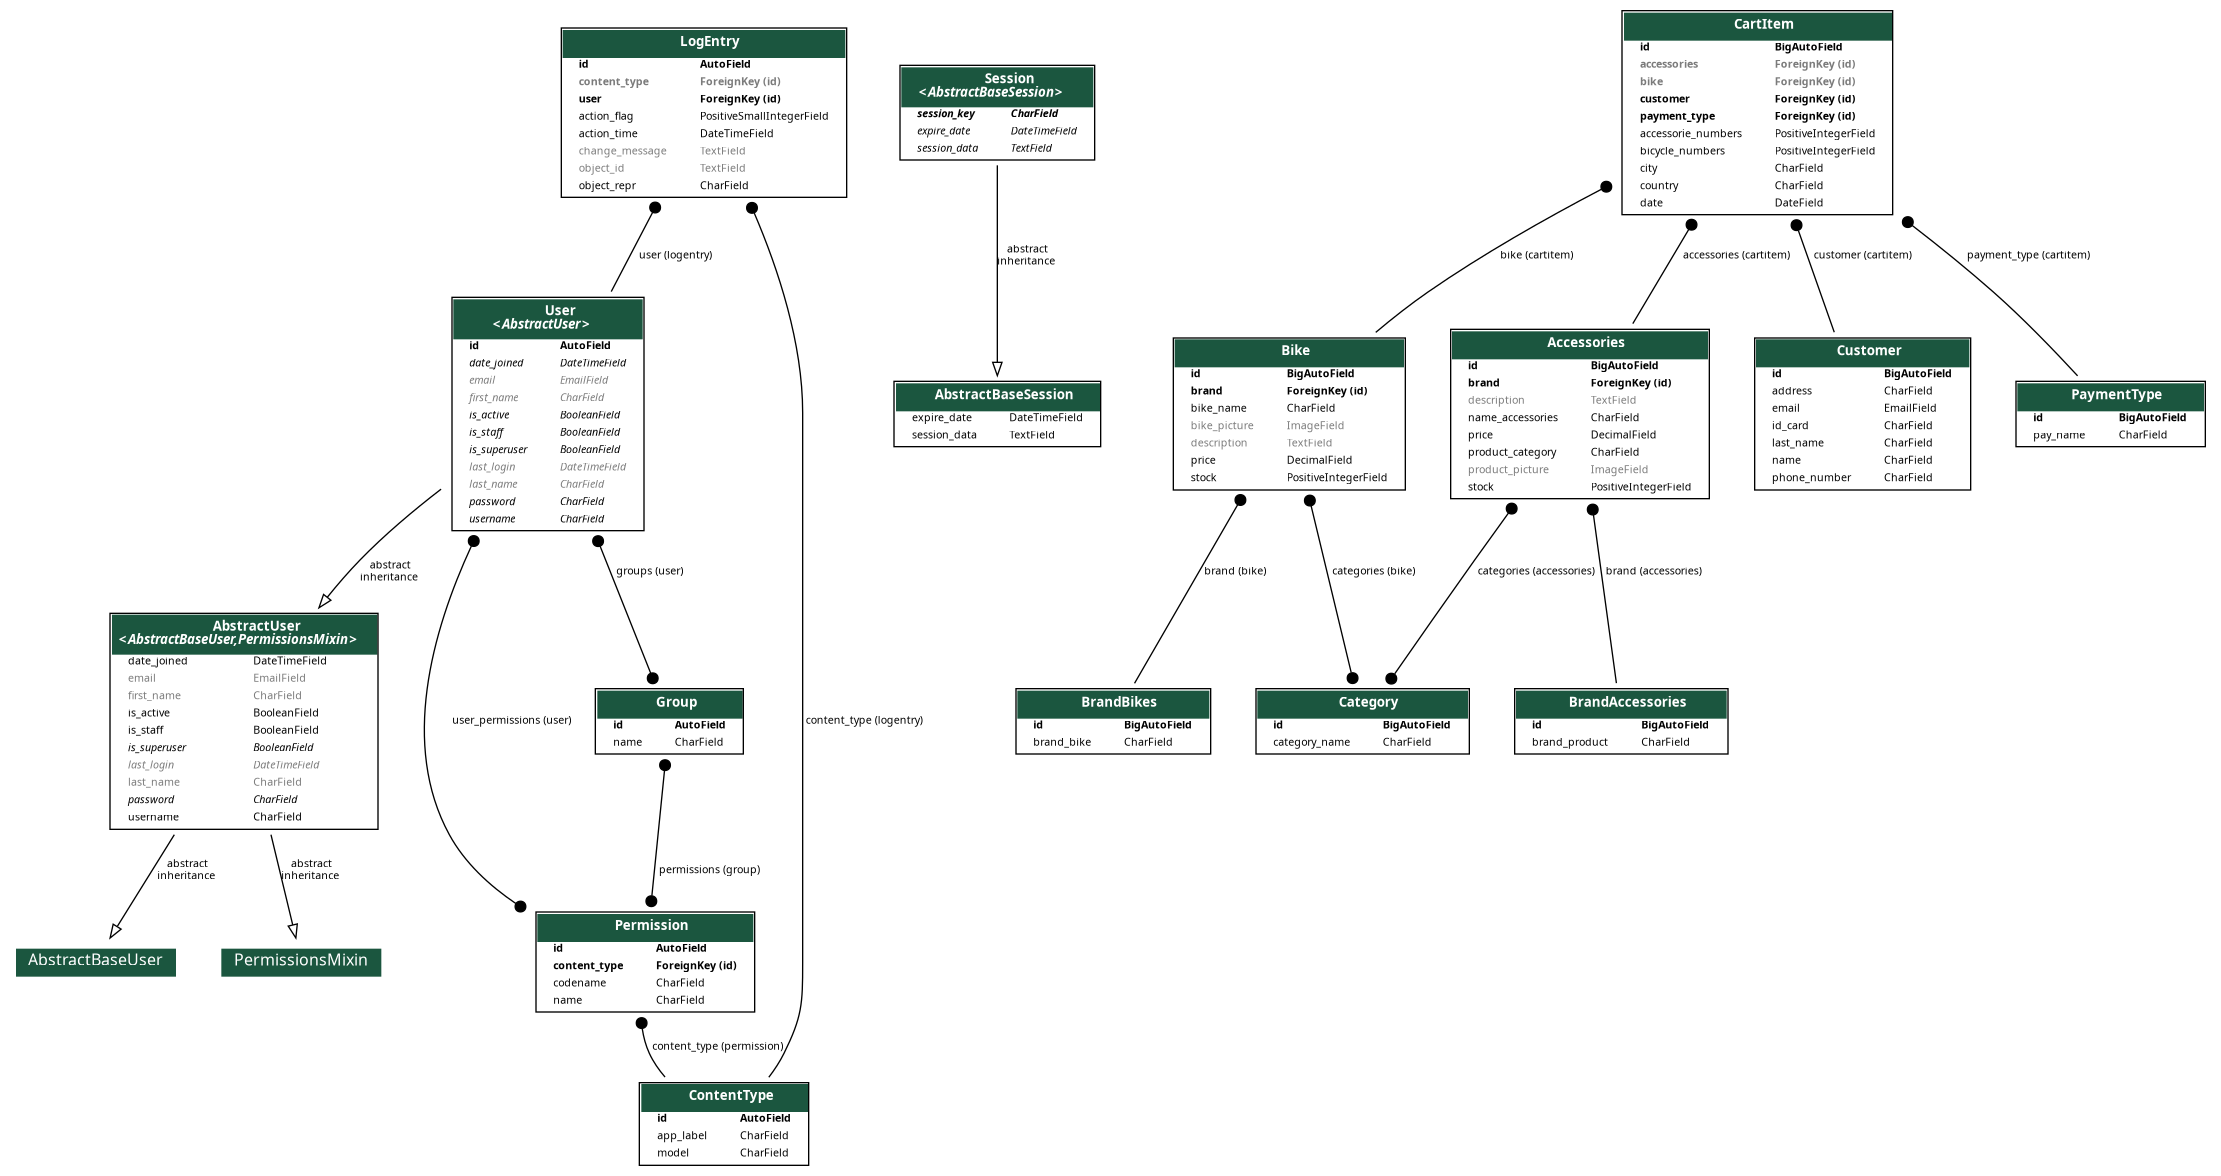 LogEntry
id AutoField
content_type ForeignKey (id)
user ForeignKey (id)
action_flag PositiveSmallIntegerField
action_time DateTimeField
change_message TextField
object_id TextField
object_repr CharField
Session
<AbstractBaseSession>
session_key CharField
expire_date DateTimeField
session_data TextField
CartItem
id BigAutoField
accessories ForeignKey (id)
bike ForeignKey (id)
customer ForeignKey (id)
payment_type ForeignKey (id)
accessorie_numbers PositiveIntegerField
bicycle_numbers PositiveIntegerField
city CharField
country CharField
date DateField
user (logentry)
abstract
inheritance
bike (cartitem)
accessories (cartitem)
customer (cartitem)
payment_type (cartitem)
User
<AbstractUser>
id AutoField
date_joined DateTimeField
email EmailField
first_name CharField
is_active BooleanField
is_staff BooleanField
is_superuser BooleanField
last_login DateTimeField
last_name CharField
password CharField
username CharField
AbstractBaseSession
expire_date DateTimeField
session_data TextField
Bike
id BigAutoField
brand ForeignKey (id)
bike_name CharField
bike_picture ImageField
description TextField
price DecimalField
stock PositiveIntegerField
Accessories
id BigAutoField
brand ForeignKey (id)
description TextField
name_accessories CharField
price DecimalField
product_category CharField
product_picture ImageField
stock PositiveIntegerField
Customer
id BigAutoField
address CharField
email EmailField
id_card CharField
last_name CharField
name CharField
phone_number CharField
PaymentType
id BigAutoField
pay_name CharField
abstract
inheritance
groups (user)
brand (bike)
categories (bike)
categories (accessories)
brand (accessories)
AbstractUser
<AbstractBaseUser,PermissionsMixin>
date_joined DateTimeField
email EmailField
first_name CharField
is_active BooleanField
is_staff BooleanField
is_superuser BooleanField
last_login DateTimeField
last_name CharField
password CharField
username CharField
user_permissions (user)
Group
id AutoField
name CharField
content_type (logentry)
BrandBikes
id BigAutoField
brand_bike CharField
Category
id BigAutoField
category_name CharField
BrandAccessories
id BigAutoField
brand_product CharField
abstract
inheritance
abstract
inheritance
permissions (group)
AbstractBaseUser
PermissionsMixin
Permission
id AutoField
content_type ForeignKey (id)
codename CharField
name CharField
content_type (permission)
ContentType
id AutoField
app_label CharField
model CharField